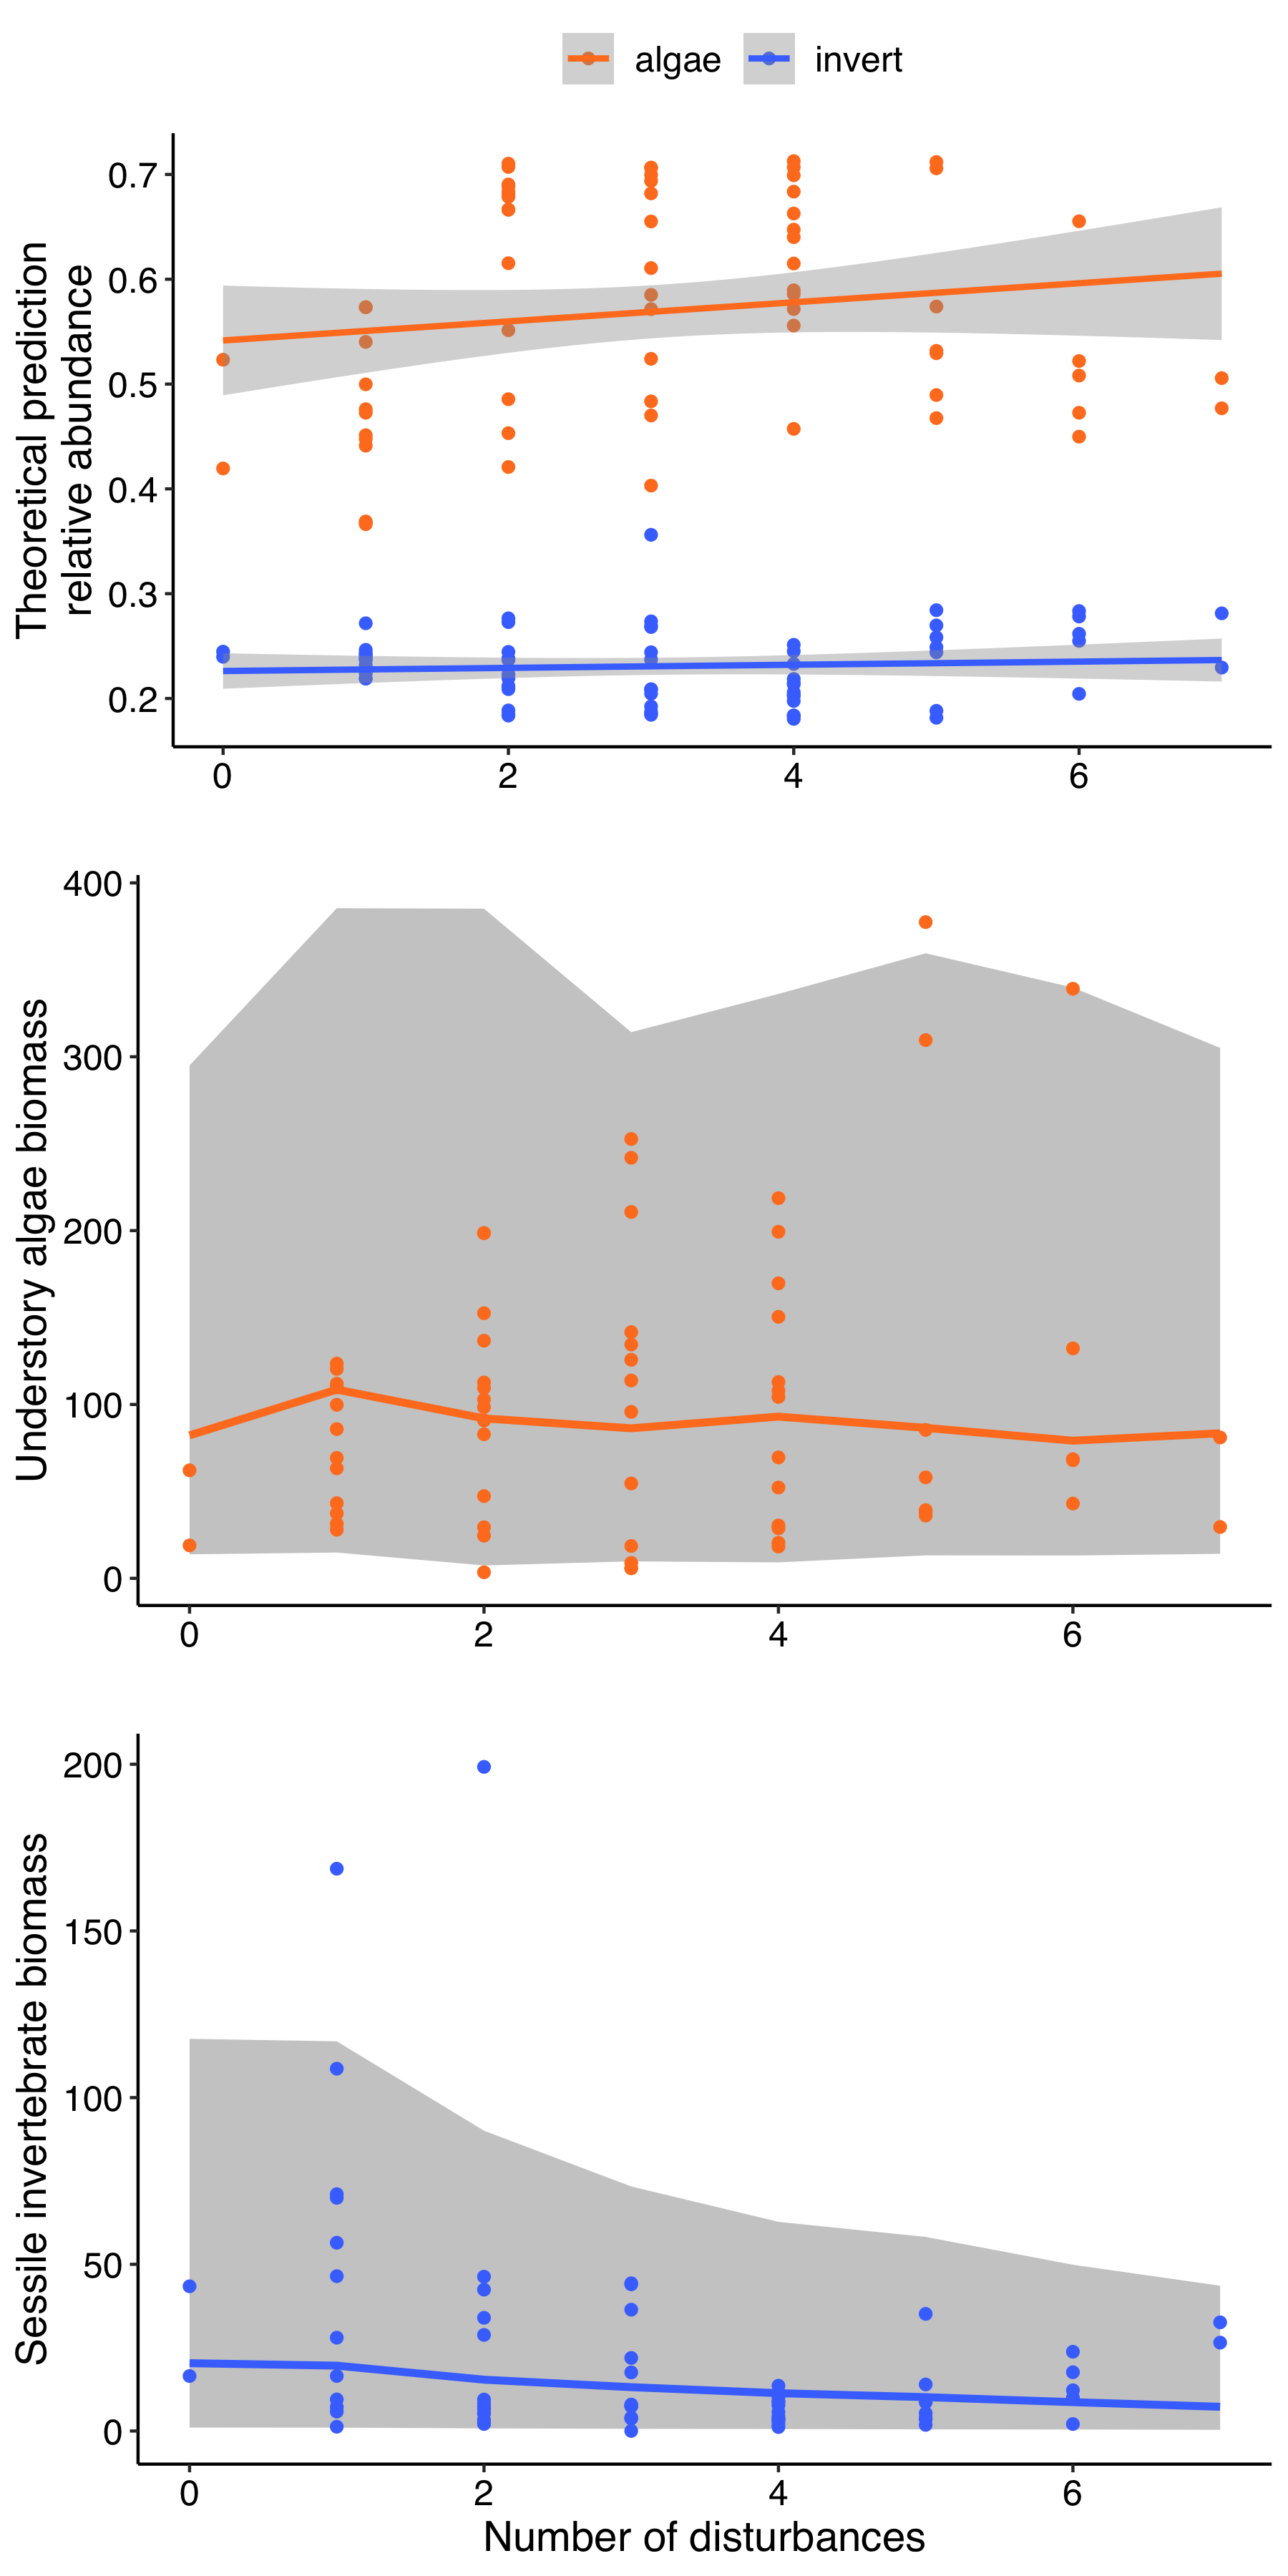 algae invert
Theoretical prediction
relative abundance
0.7
0.6
0.5
0.4
0.3
0.2
0 2 4 6
Understory algae biomass
400
300
200
100
0
0 2 4 6
Sessile invertebrate biomass
200
150
100
50
0
0 2 4 6
Number of disturbances